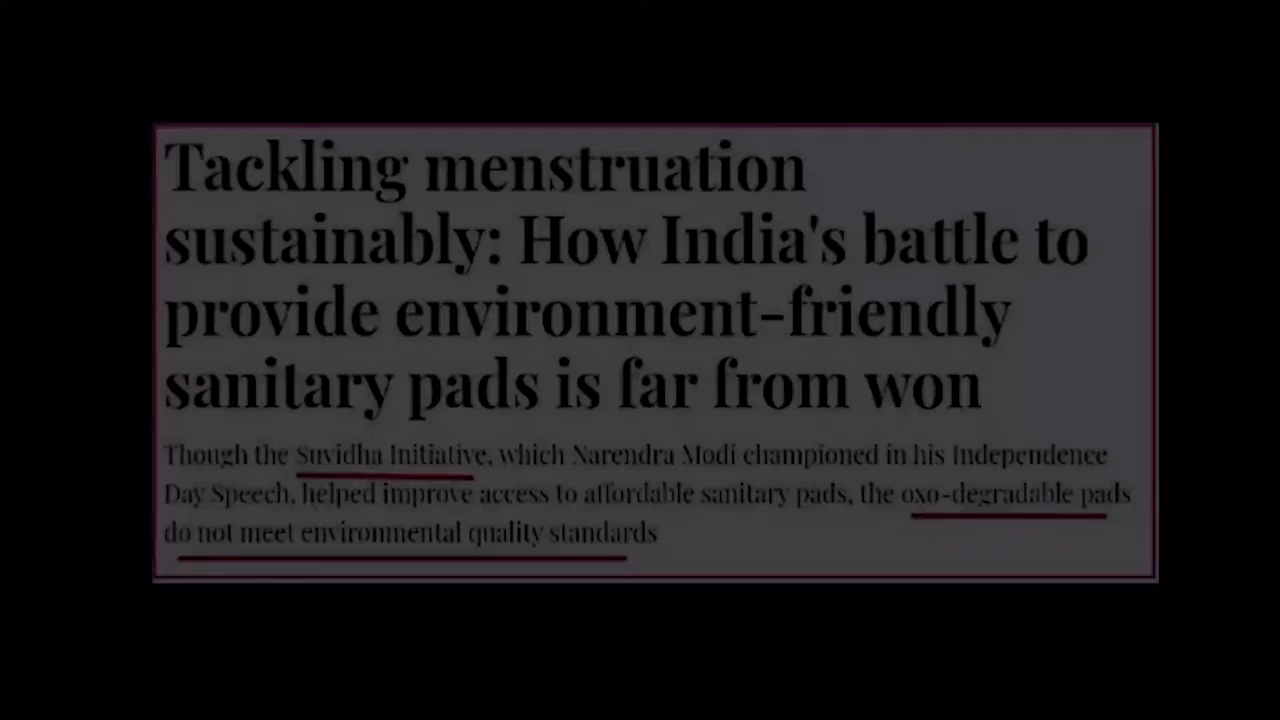 Tackling menstruation
sustainably: How India's battle to
provide environment-friendly
sanitary pads is far from won
Though the Suvidha Initiative, which Narendra Modi championed in his Independence
Day Speech, helped improve access to affordable sanitary pads, the oxo-degradable pads
do not meet environmental quality standards